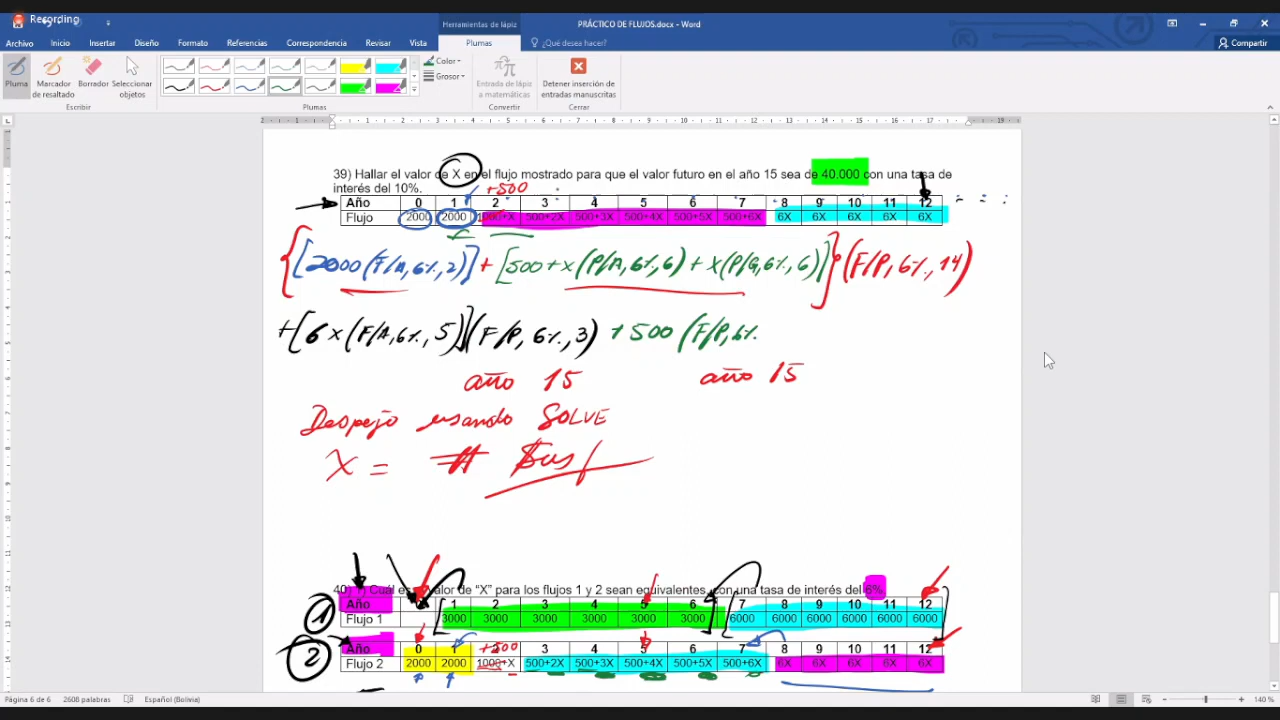 Recording
Herramientas de lápiz
PRÁCTICO DE FLUJOS.docx - Word
Archivo Inicio Insertar Diseño Formato Referencias Correspondencia Revisar Vista Plumas ¿Qué desea hacer? Compartir
Pluma
Marcador de resaltado
Borrador
Seleccionar objetos
Color
Grosor
Entrada de lápiz a matemáticas
Detener inserción de entradas manuscritas
Escribir Plumas Convertir Cerrar
39) Hallar el valor de X en el flujo mostrado para que el valor futuro en el año 15 sea de 40.000 con una tasa de
interés del 10%.
+500
Año 0 1 2 3 4 5 6 7 8 9 10 11 12
Flujo 2000 2000 1000+X 500+2X 500+3X 500+4X 500+5X 500+6X 6X 6X 6X 6X 6X
{[2000(F/A,6%,2)] + [500+x(P/A,6%,6)+X(P/G,6%,6)]}(F/P,6%,14)
+[6x(F/A,6%,5)](F/P,6%,3) +500(F/P,6%
año 15 año 15
Despejo usando SOLVE
X = # $us
40) 1) Cuál es el valor de “X” para los flujos 1 y 2 sean equivalentes, con una tasa de interés del 6%
1
Año 0 1 2 3 4 5 6 7 8 9 10 11 12
Flujo 1 3000 3000 3000 3000 3000 3000 6000 6000 6000 6000 6000 6000
+500
2
Año 0 1 2 3 4 5 6 7 8 9 10 11 12
Flujo 2 2000 2000 1000+X 500+2X 500+3X 500+4X 500+5X 500+6X 6X 6X 6X 6X 6X
Página 6 de 6 2608 palabras Español (Bolivia) 140 %